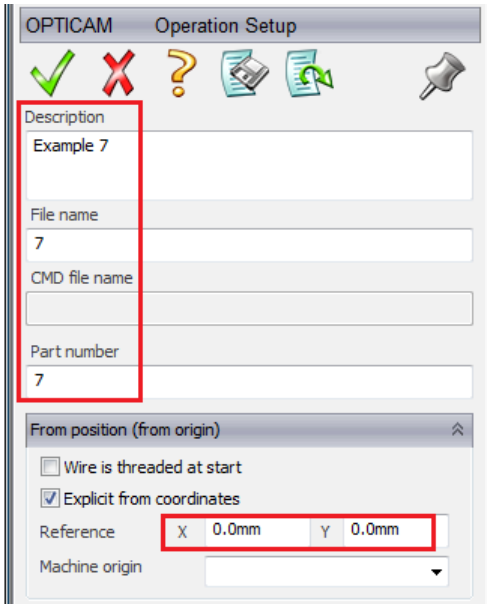 OPTICAM Operation Setup
Description
Example 7
File name
7
CMD file name
Part number
7
From position (from origin)
Wire is threaded at start
Explicit from coordinates
Reference X 0.0mm Y 0.0mm
Machine origin